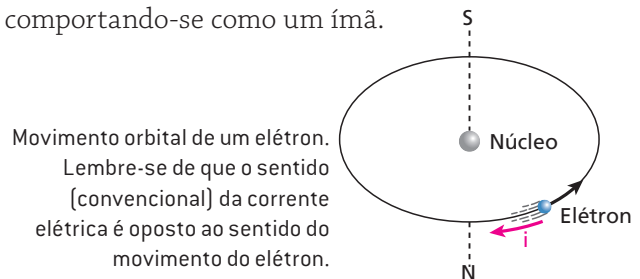 comportando-se como um ímã.
S
Movimento orbital de um elétron.
Lembre-se de que o sentido
(convencional) da corrente
elétrica é oposto ao sentido do
movimento do elétron.
Núcleo
Elétron
i
N